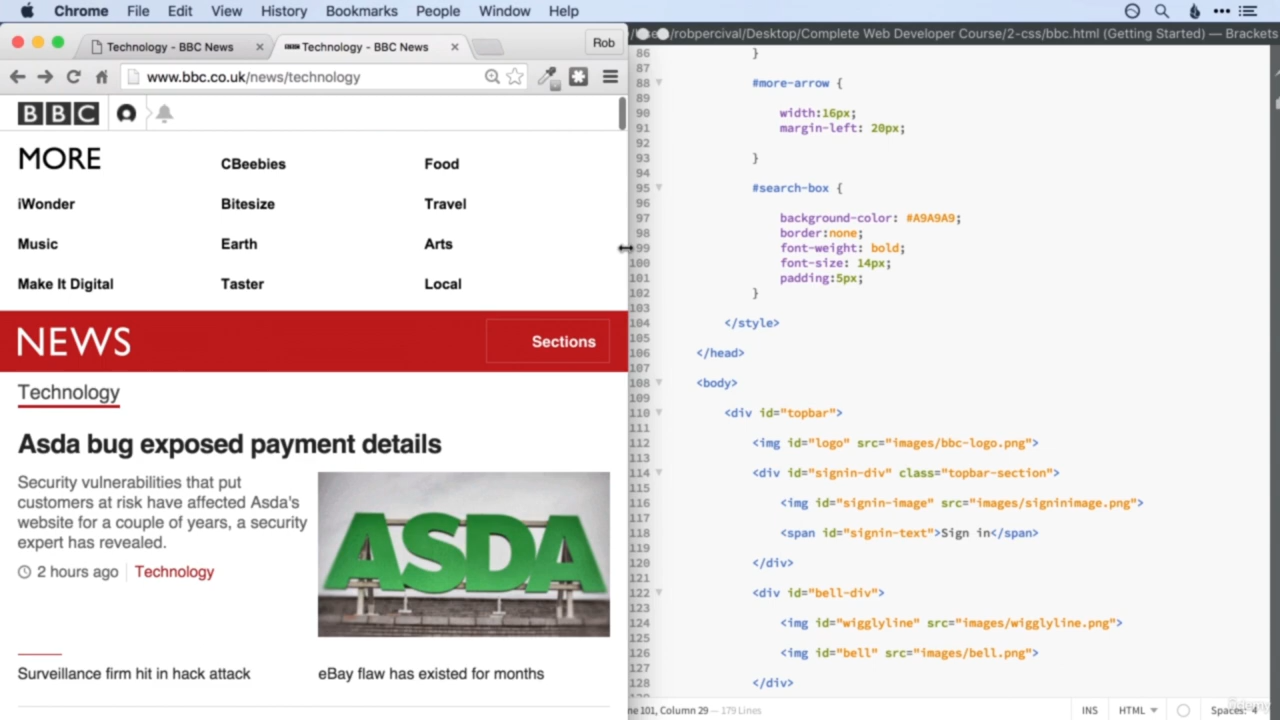 Chrome File Edit View History Bookmarks People Window Help
Technology - BBC News
Technology - BBC News
Rob
www.bbc.co.uk/news/technology
BBC
MORE CBeebies Food
iWonder Bitesize Travel
Music Earth Arts
Make It Digital Taster Local
NEWS Sections
Technology
Asda bug exposed payment details
Security vulnerabilities that put
customers at risk have affected Asda's
website for a couple of years, a security
expert has revealed.
2 hours ago Technology
ASDA
Surveillance firm hit in hack attack
eBay flaw has existed for months
/robpercival/Desktop/Complete Web Developer Course/2-css/bbc.html (Getting Started) — Brackets
86 }
87
88 #more-arrow {
89
90 width:16px;
91 margin-left: 20px;
92
93 }
94
95 #search-box {
96
97 background-color: #A9A9A9;
98 border:none;
99 font-weight: bold;
100 font-size: 14px;
101 padding:5px;
102 }
103
104 </style>
105
106 </head>
107
108 <body>
109
110 <div id="topbar">
111
112 <img id="logo" src="images/bbc-logo.png">
113
114 <div id="signin-div" class="topbar-section">
115
116 <img id="signin-image" src="images/signinimage.png">
117
118 <span id="signin-text">Sign in</span>
119
120 </div>
121
122 <div id="bell-div">
123
124 <img id="wigglyline" src="images/wigglyline.png">
125
126 <img id="bell" src="images/bell.png">
127
128 </div>
ne 101, Column 29 — 179 Lines
INS HTML Spaces: 4
udemy